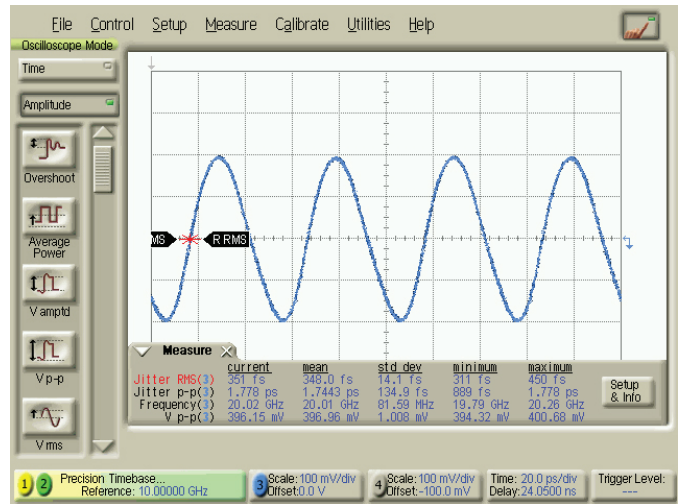 File Control Setup Measure Calibrate Utilities Help
Oscilloscope Mode
Time
Amplitude
Overshoot
Average
Power
V amptd
V p-p
V rms
MS R RMS
Measure
current mean std dev minimum maximum
Jitter RMS(3) 351 fs 348.0 fs 14.1 fs 311 fs 450 fs
Jitter p-p(3) 1.778 ps 1.7443 ps 134.9 fs 889 fs 1.778 ps
Frequency(3) 20.02 GHz 20.01 GHz 81.59 MHz 19.79 GHz 20.26 GHz
V p-p(3) 396.15 mV 396.96 mV 1.008 mV 394.32 mV 400.68 mV
Setup
& Info
1 2 Precision Timebase...
Reference: 10.00000 GHz
3 Scale: 100 mV/div
Offset: 0.0 V
4 Scale: 100 mV/div
Offset: -100.0 mV
Time: 20.0 ps/div
Delay: 24.0500 ns
Trigger Level:
---